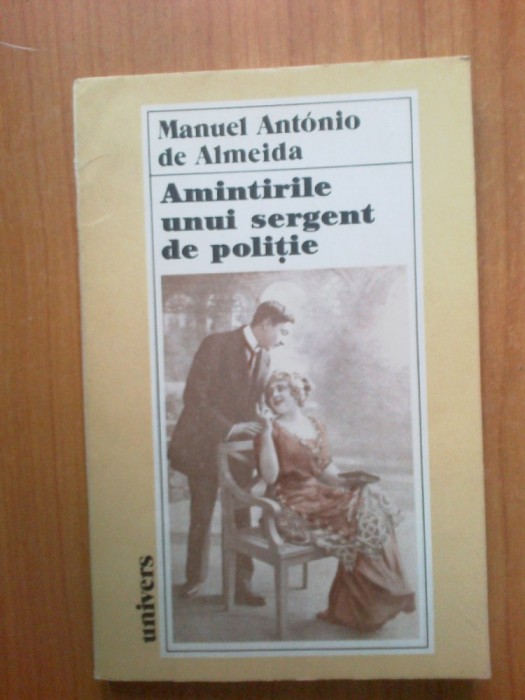 Manuel António
de Almeida
Amintirile
unui sergent
de poliție
univers